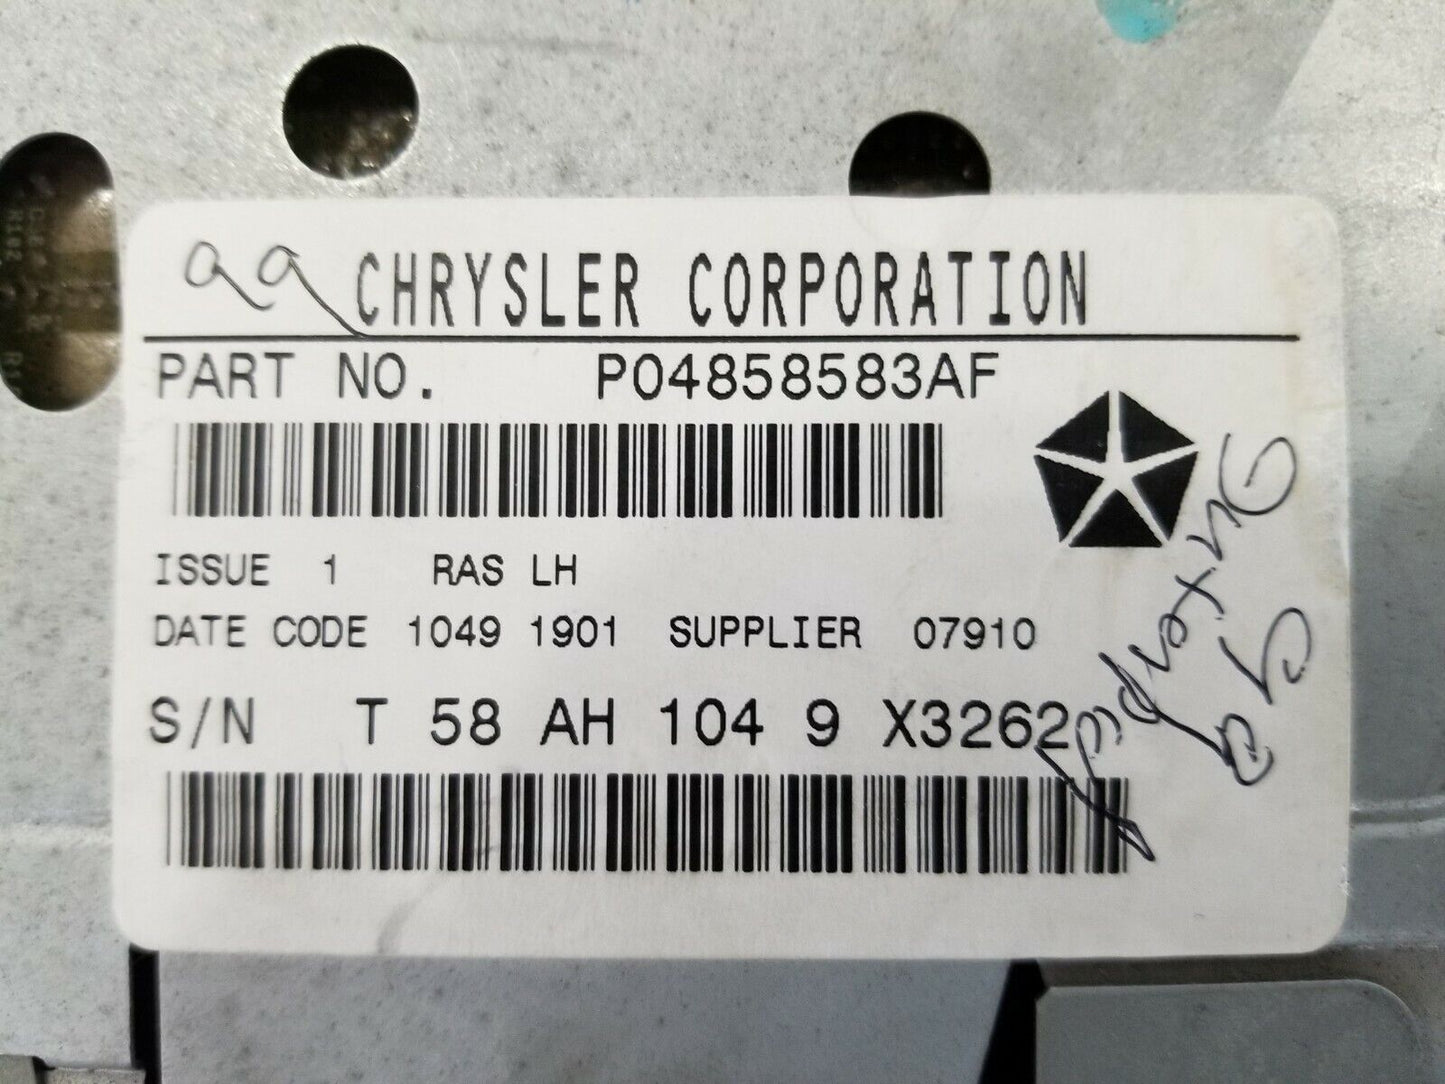 99 CHRYSLER CORPORATION
PART NO. P04858583AF
ISSUE 1 RAS LH
DATE CODE 1049 1901 SUPPLIER 07910
S/N T 58 AH 104 9 X3262